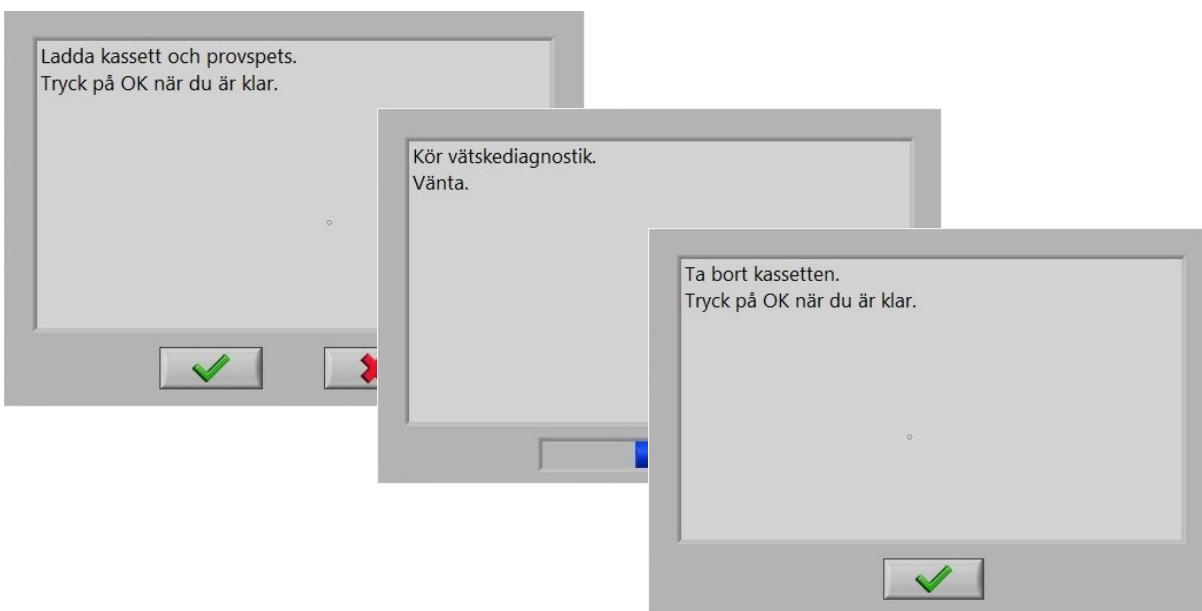 Ladda kassett och provspets.
Tryck på OK när du är klar.
Kör vätskediagnostik.
Vänta.
Ta bort kassetten.
Tryck på OK när du är klar.